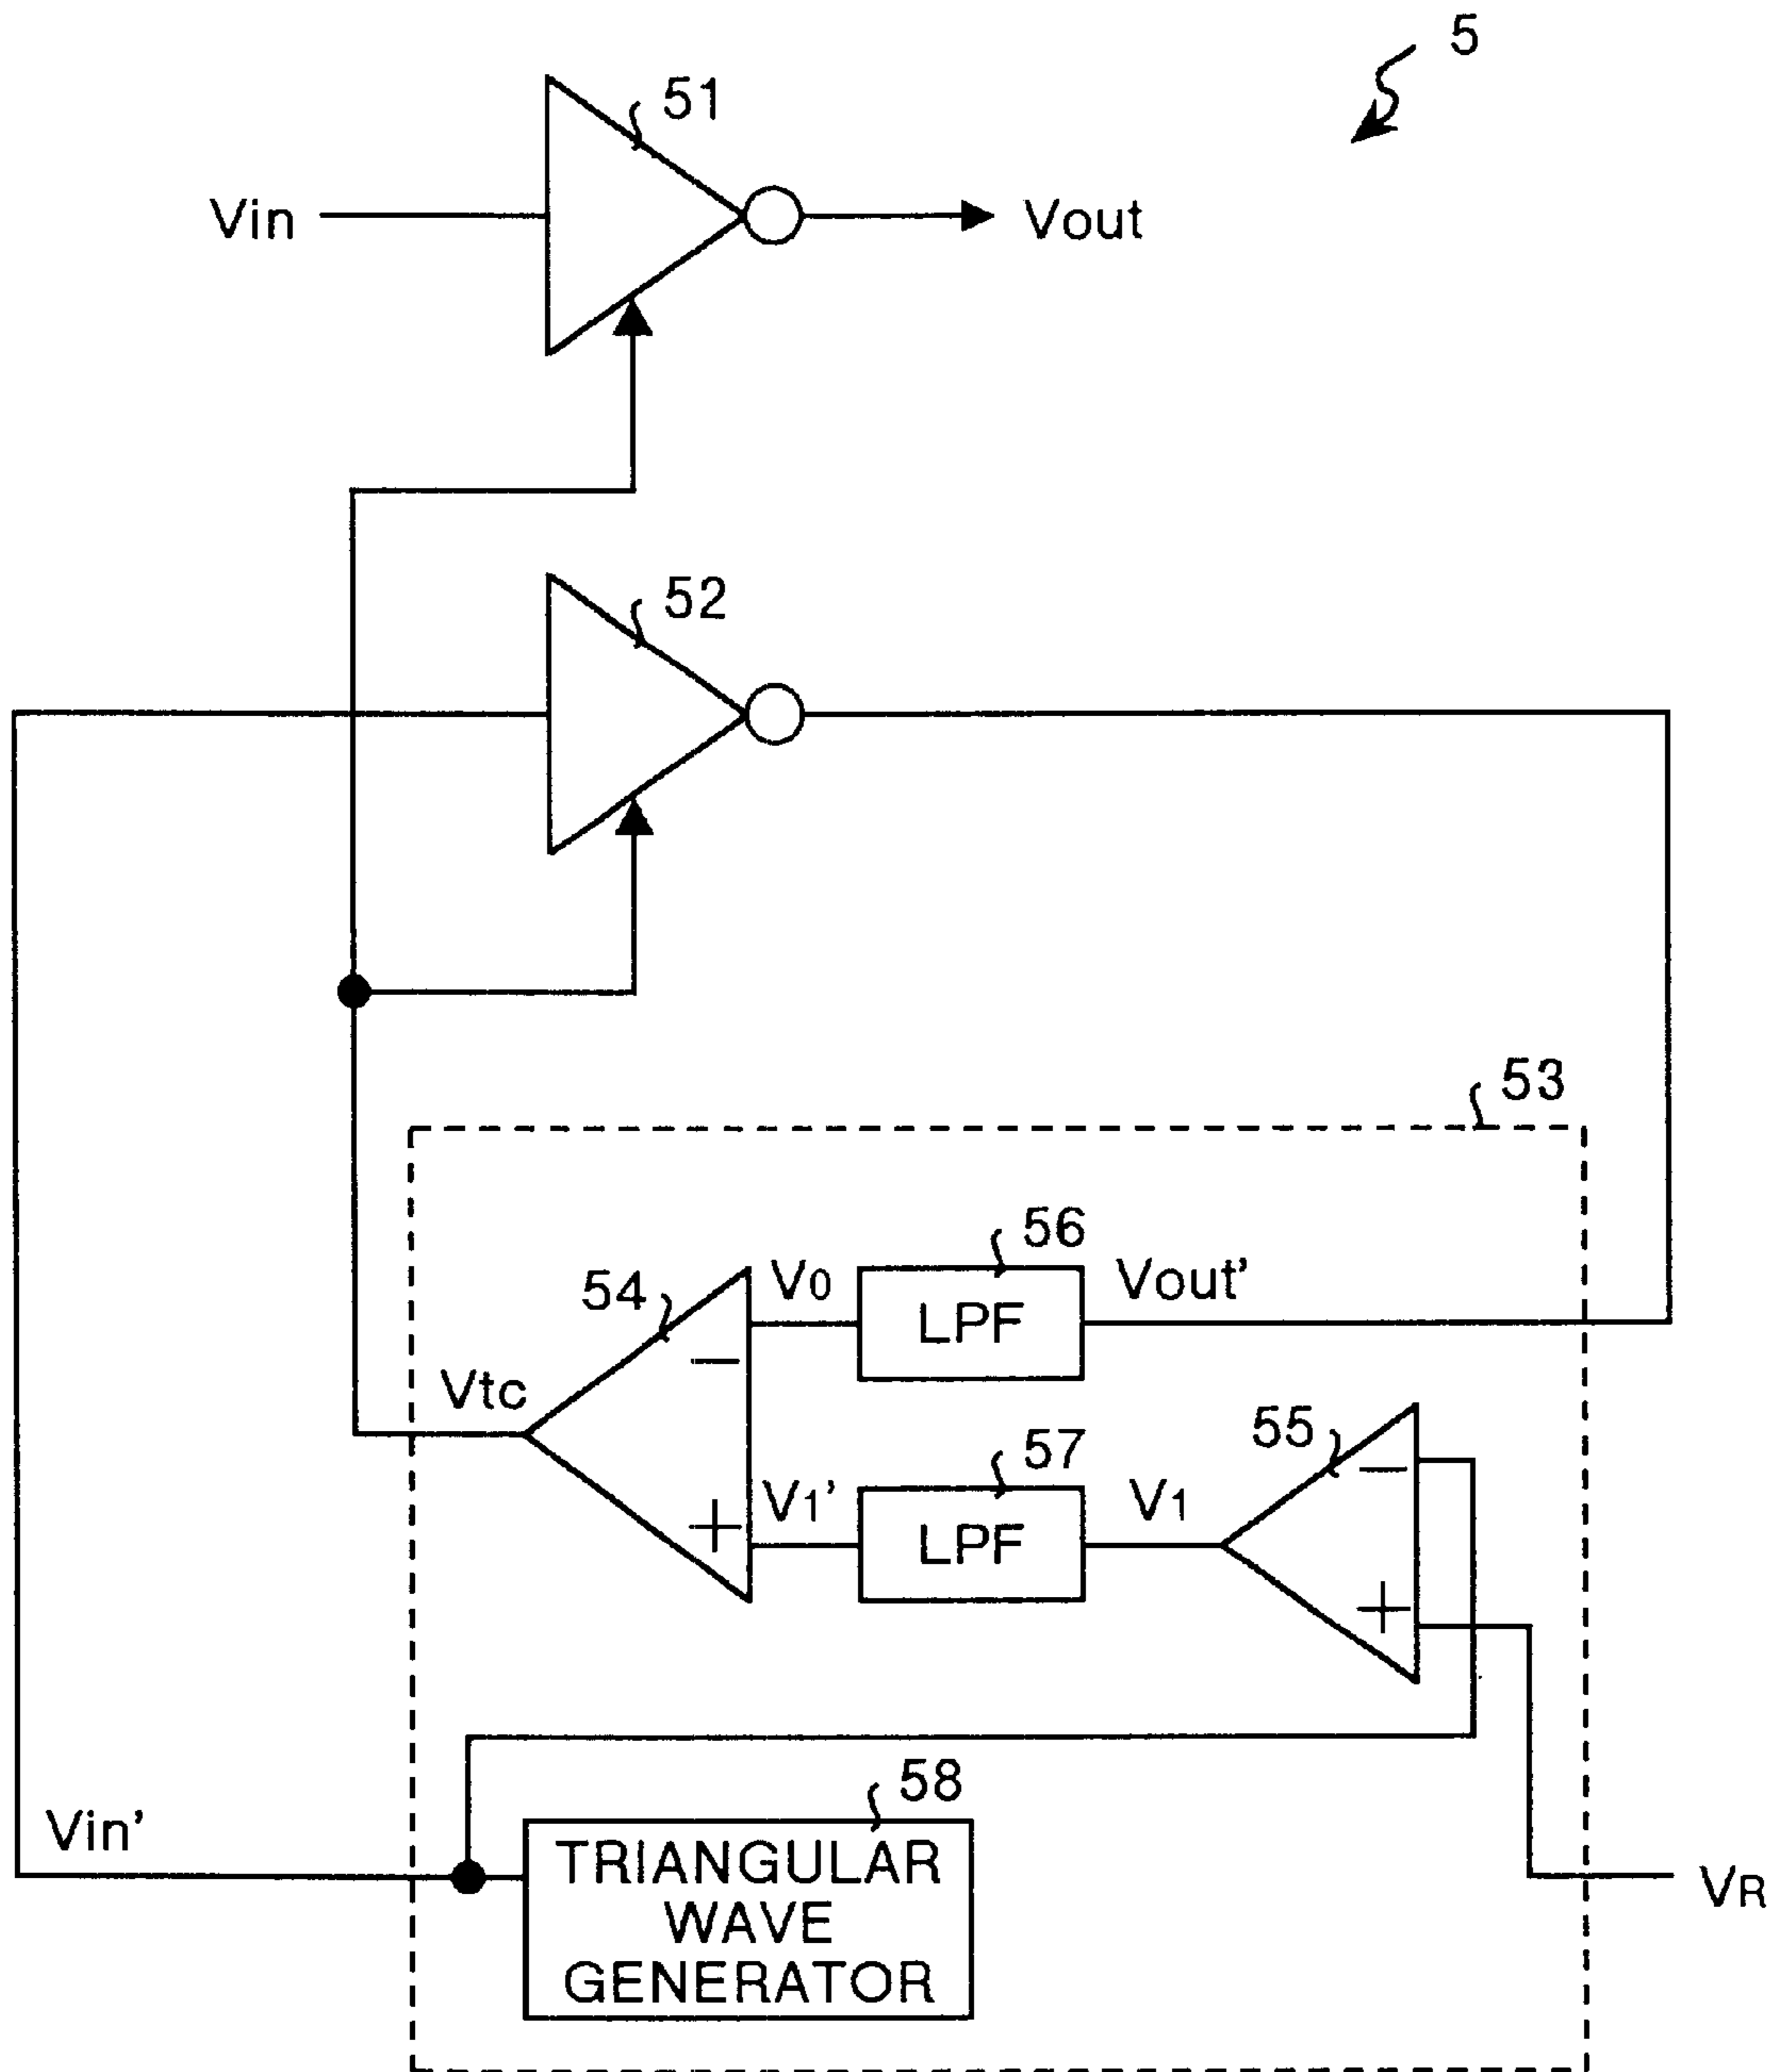 5
51
Vin
Vout
52
53
56
54
V0
LPF
Vout'
−
Vtc
55
57
−
V1'
LPF
V1
+
+
58
Vin'
TRIANGULAR
WAVE
GENERATOR
VR